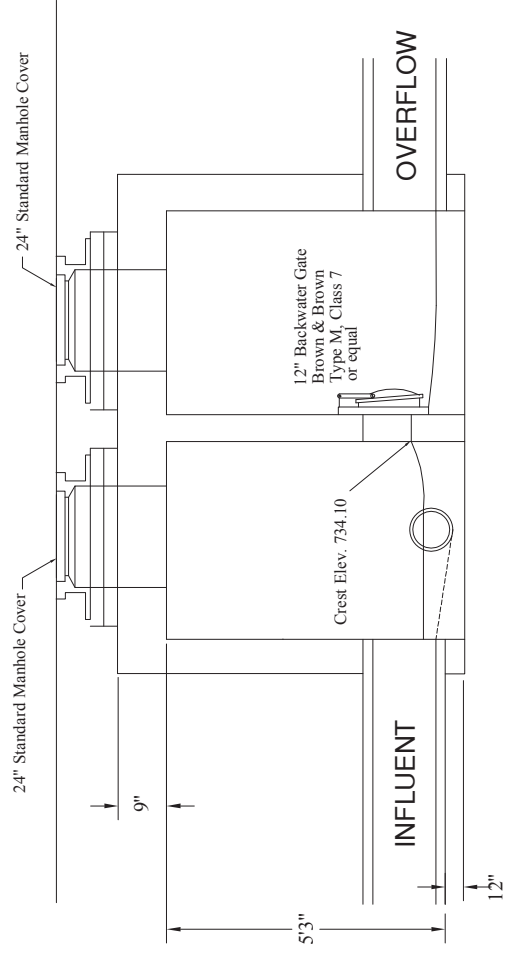 24" Standard Manhole Cover
24" Standard Manhole Cover
9"
5'3"
12"
INFLUENT
OVERFLOW
Crest Elev. 734.10
12" Backwater Gate
Brown & Brown
Type M, Class 7
or equal